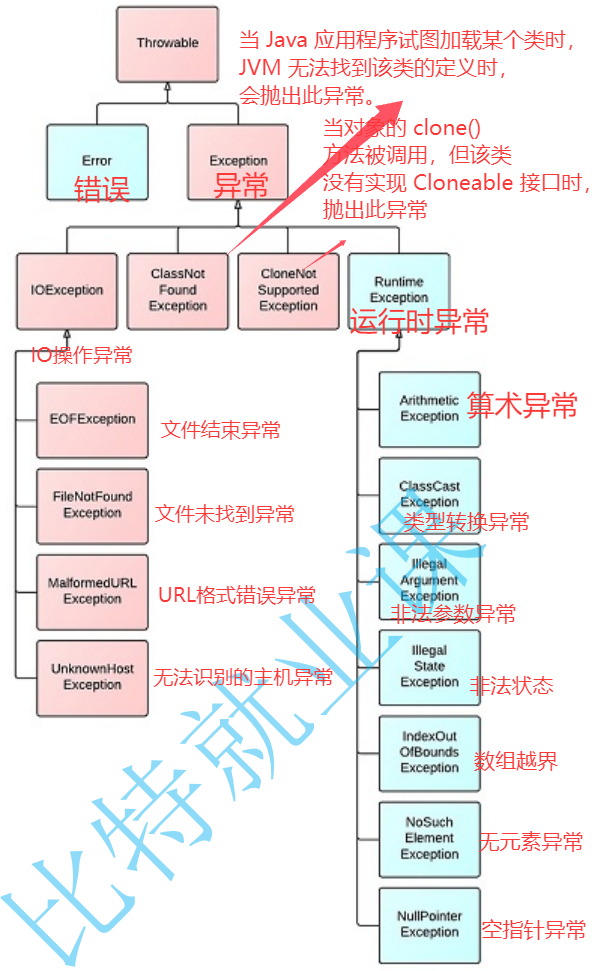 Throwable
当 Java 应用程序试图加载某个类时，
JVM 无法找到该类的定义时，
会抛出此异常。
当对象的 clone()
方法被调用，但该类
没有实现 Cloneable 接口时，
抛出此异常
Error
错误
Exception
异常
IOException
IO操作异常
ClassNot
Found
Exception
CloneNot
Supported
Exception
Runtime
Exception
运行时异常
EOFException
文件结束异常
FileNotFound
Exception
文件未找到异常
MalformedURL
Exception
URL格式错误异常
UnknownHost
Exception
无法识别的主机异常
Arithmetic
Exception
算术异常
ClassCast
Exception
类型转换异常
Illegal
Argument
Exception
非法参数异常
Illegal
State
Exception
非法状态
IndexOut
OfBounds
Exception
数组越界
NoSuch
Element
Exception
无元素异常
NullPointer
Exception
空指针异常
比特就业课